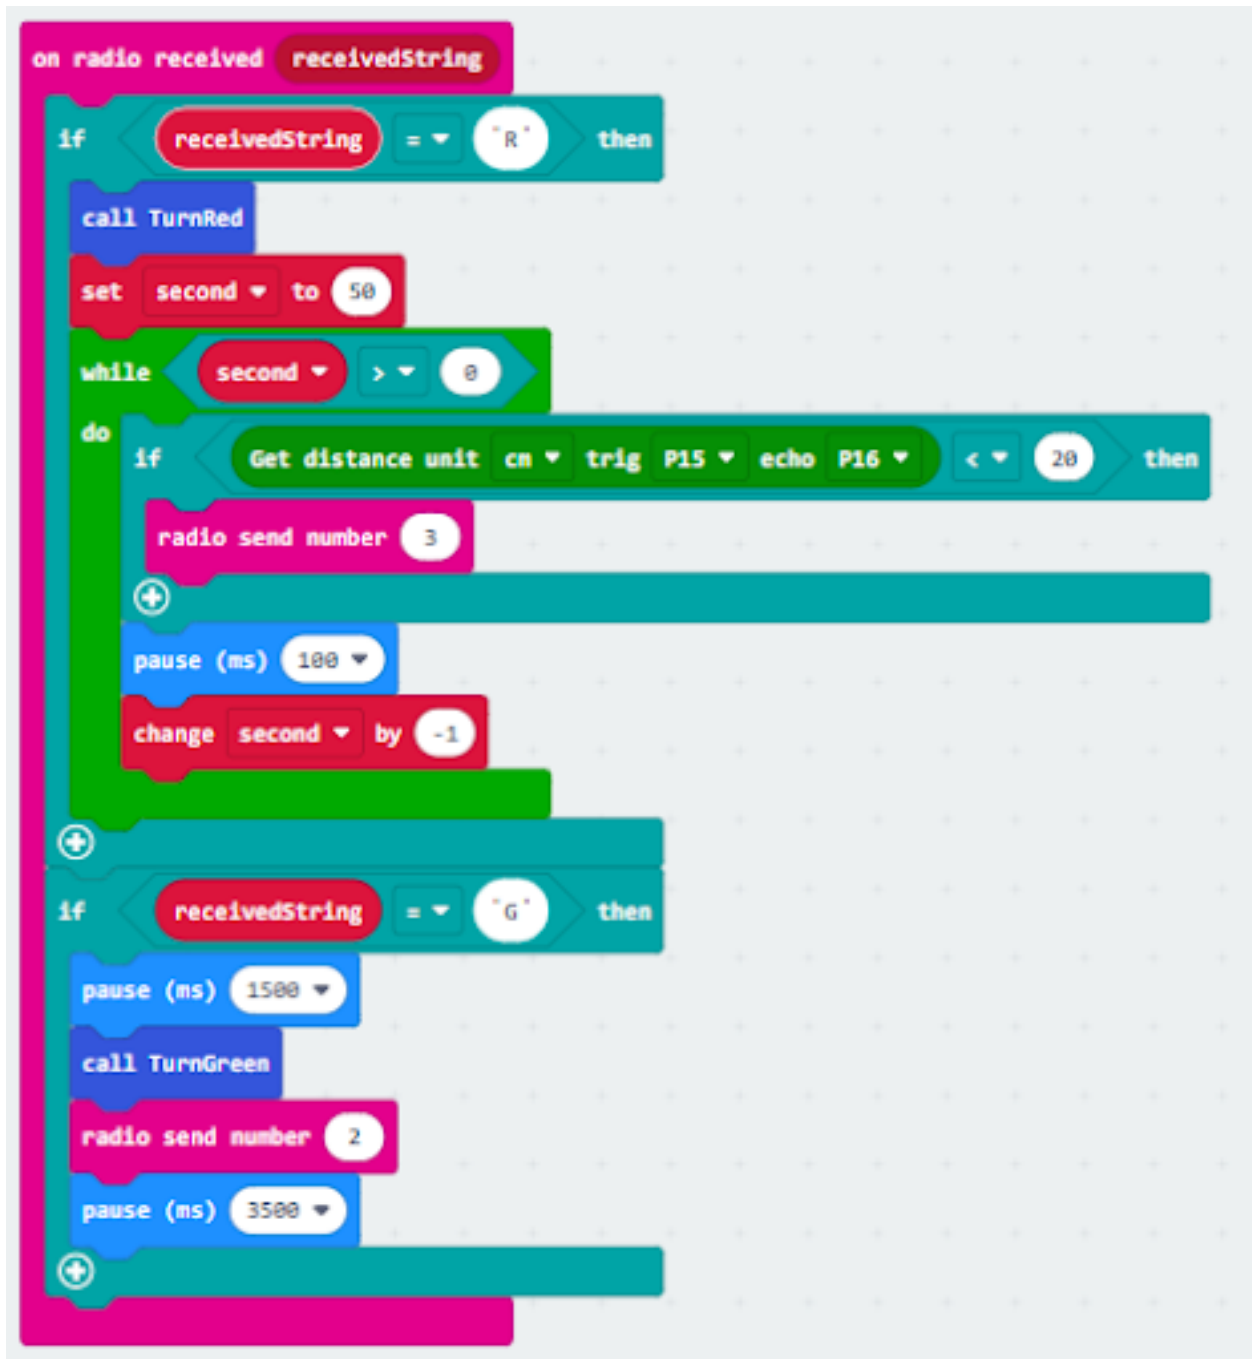 on radio received receivedString
if receivedString = "R" then
call TurnRed
set second to 50
while second > 0
do
if Get distance unit cm trig P15 echo P16 < 20 then
radio send number 3
pause (ms) 100
change second by -1
if receivedString = "G" then
pause (ms) 1500
call TurnGreen
radio send number 2
pause (ms) 3500